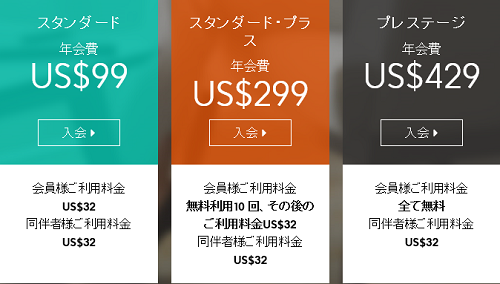 スタンダード
年会費
US$99
入会
会員様ご利用料金
US$32
同伴者様ご利用料金
US$32
スタンダード・プラ
ス
年会費
US$299
入会
会員様ご利用料金
無料利用10 回、その後の
ご利用料金US$32
同伴者様ご利用料金
US$32
プレステージ
年会費
US$429
入会
会員様ご利用料金
全て無料
同伴者様ご利用料金
US$32